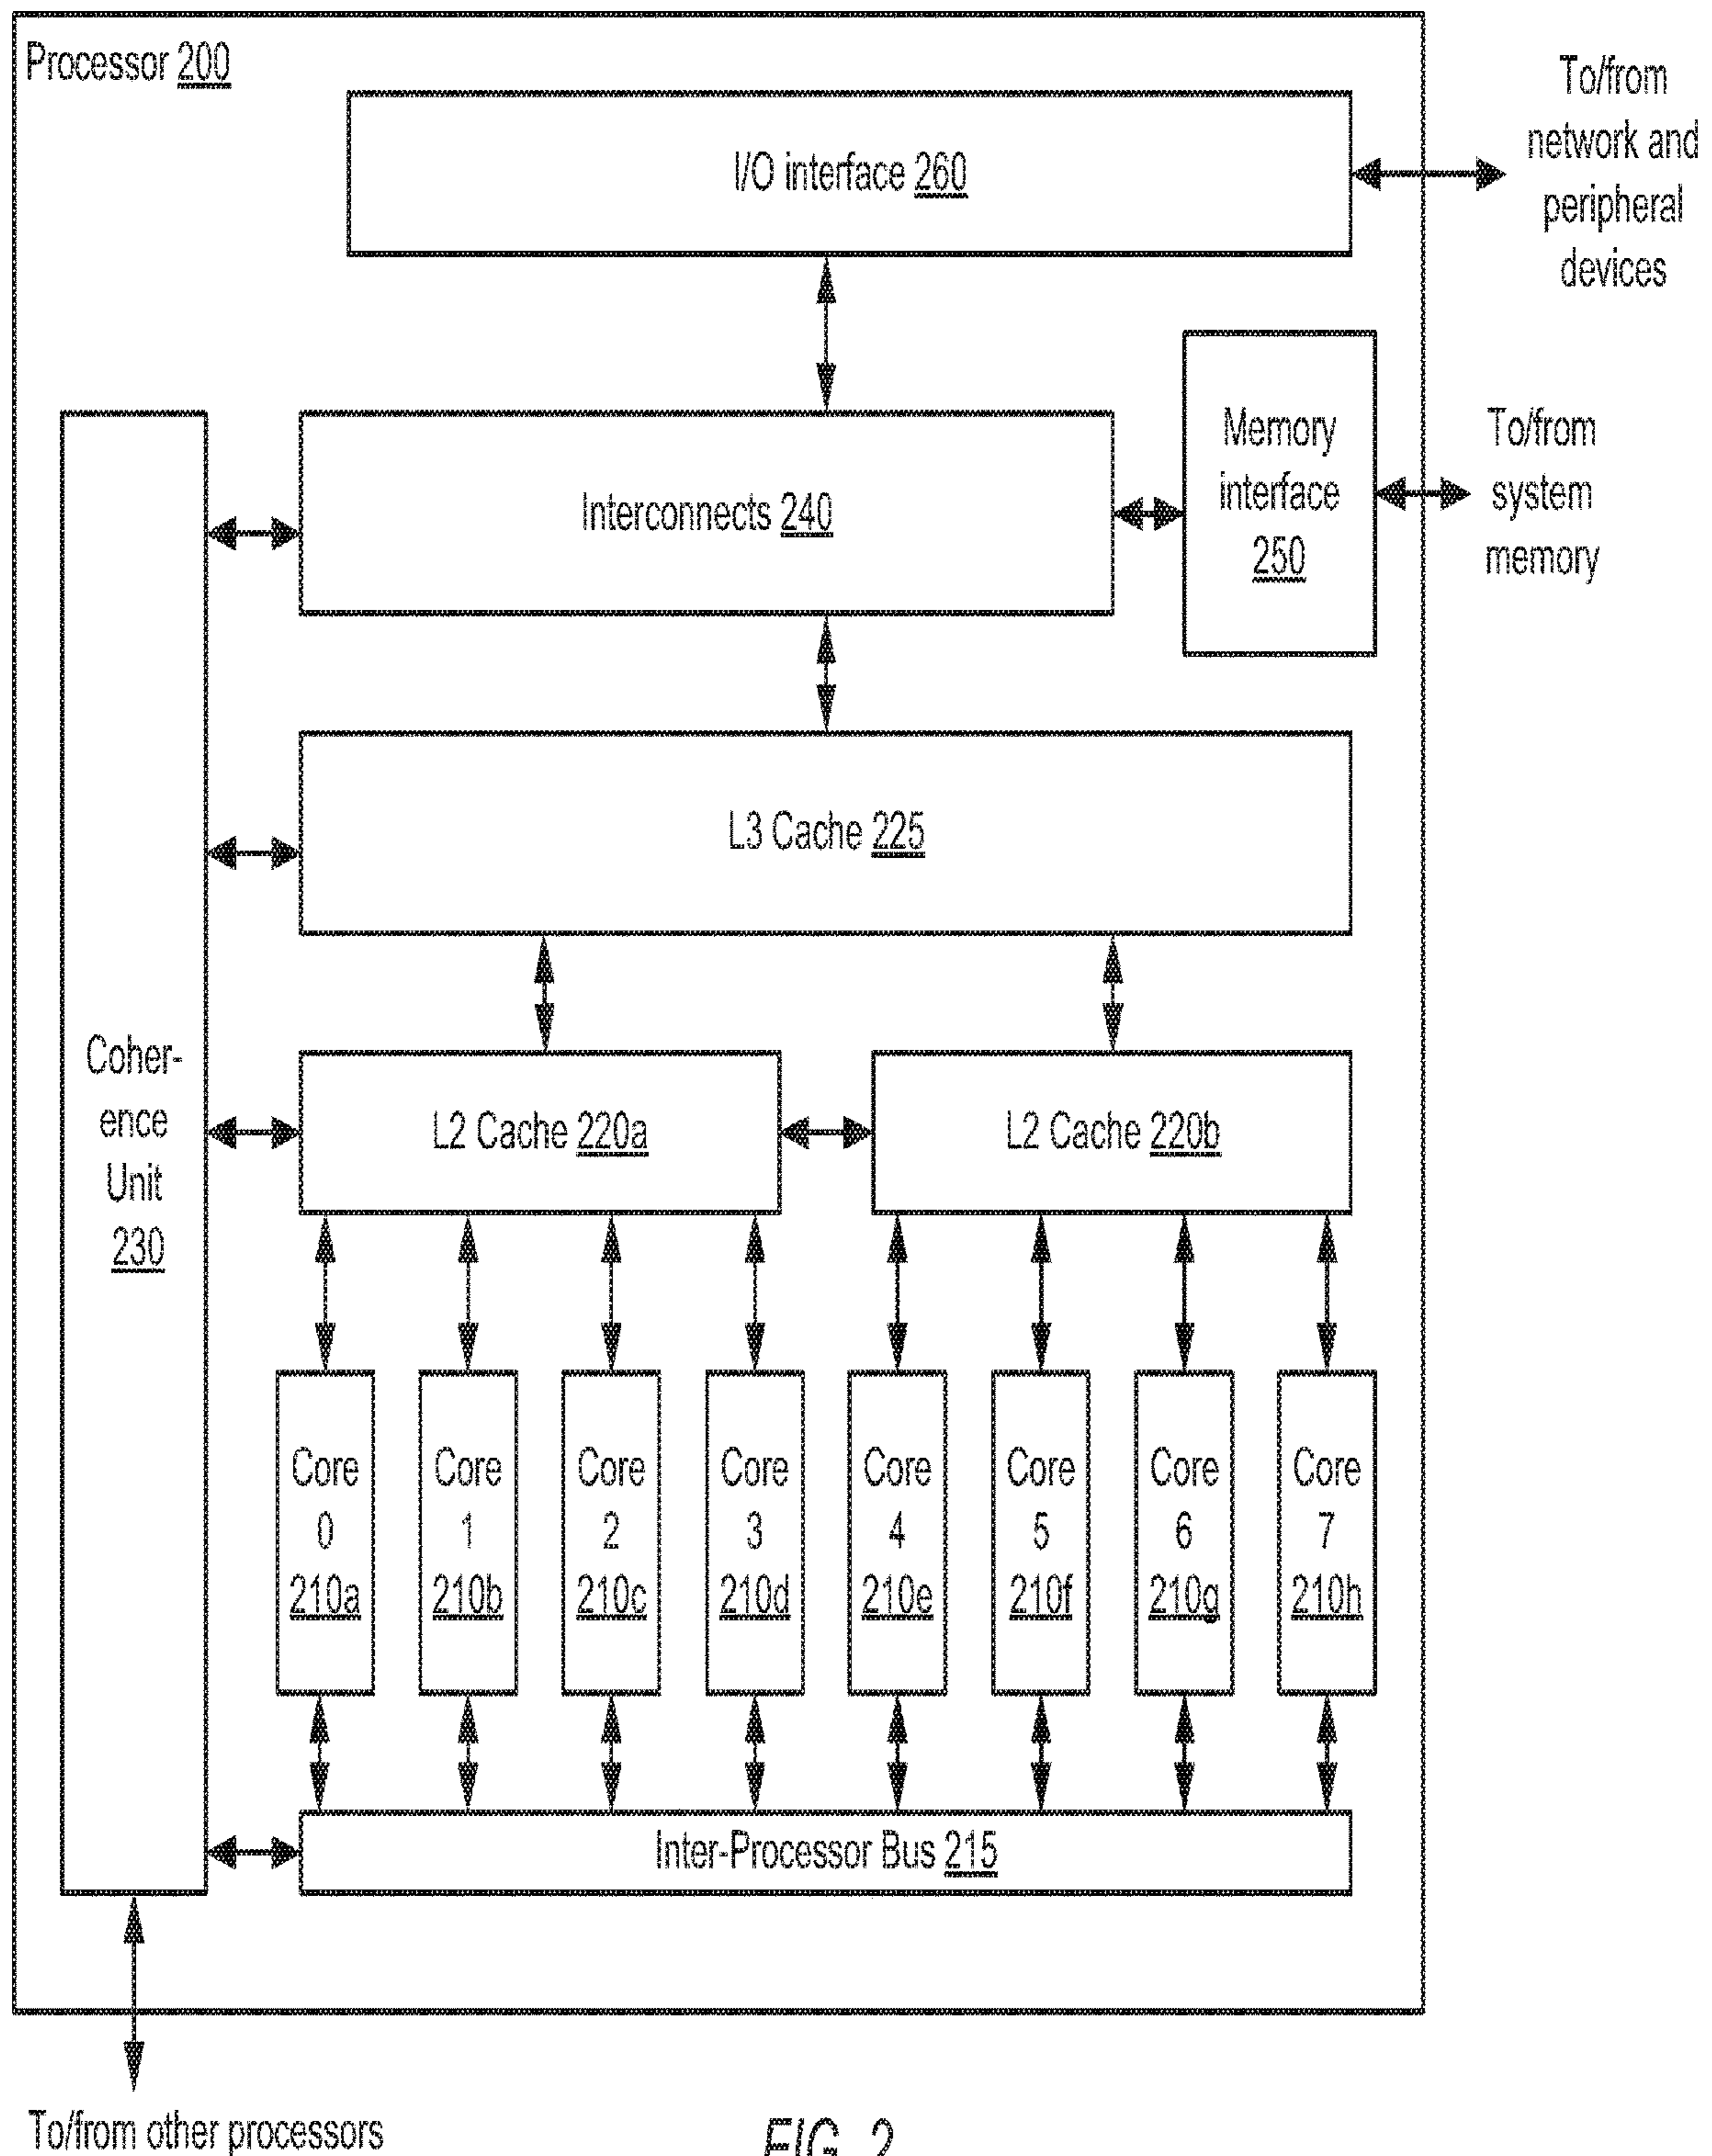 Processor 200
To/from
network and
peripheral
devices
I/O interface 260
Memory
interface
250
To/from
system
memory
Interconnects 240
L3 Cache 225
Coher-
ence
Unit
230
L2 Cache 220a
L2 Cache 220b
Core
0
210a
Core
1
210b
Core
2
210c
Core
3
210d
Core
4
210e
Core
5
210f
Core
6
210g
Core
7
210h
Inter-Processor Bus 215
To/from other processors
FIG. 2